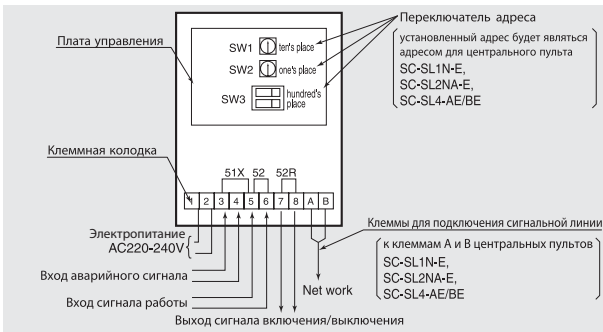 Плата управления
SW1 ten's place
SW2 one's place
SW3 hundred's
place
Переключатель адреса
установленный адрес будет являться
адресом для центрального пульта
SC-SL1N-E,
SC-SL2NA-E,
SC-SL4-AE/BE
Клеммная колодка
51X 52 52R
1 2 3 4 5 6 7 8 A B
Электропитание
AC220-240V
Вход аварийного сигнала
Вход сигнала работы
Выход сигнала включения/выключения
Net work
Клеммы для подключения сигнальной линии
к клеммам А и В центральных пультов
SC-SL1N-E,
SC-SL2NA-E,
SC-SL4-AE/BE